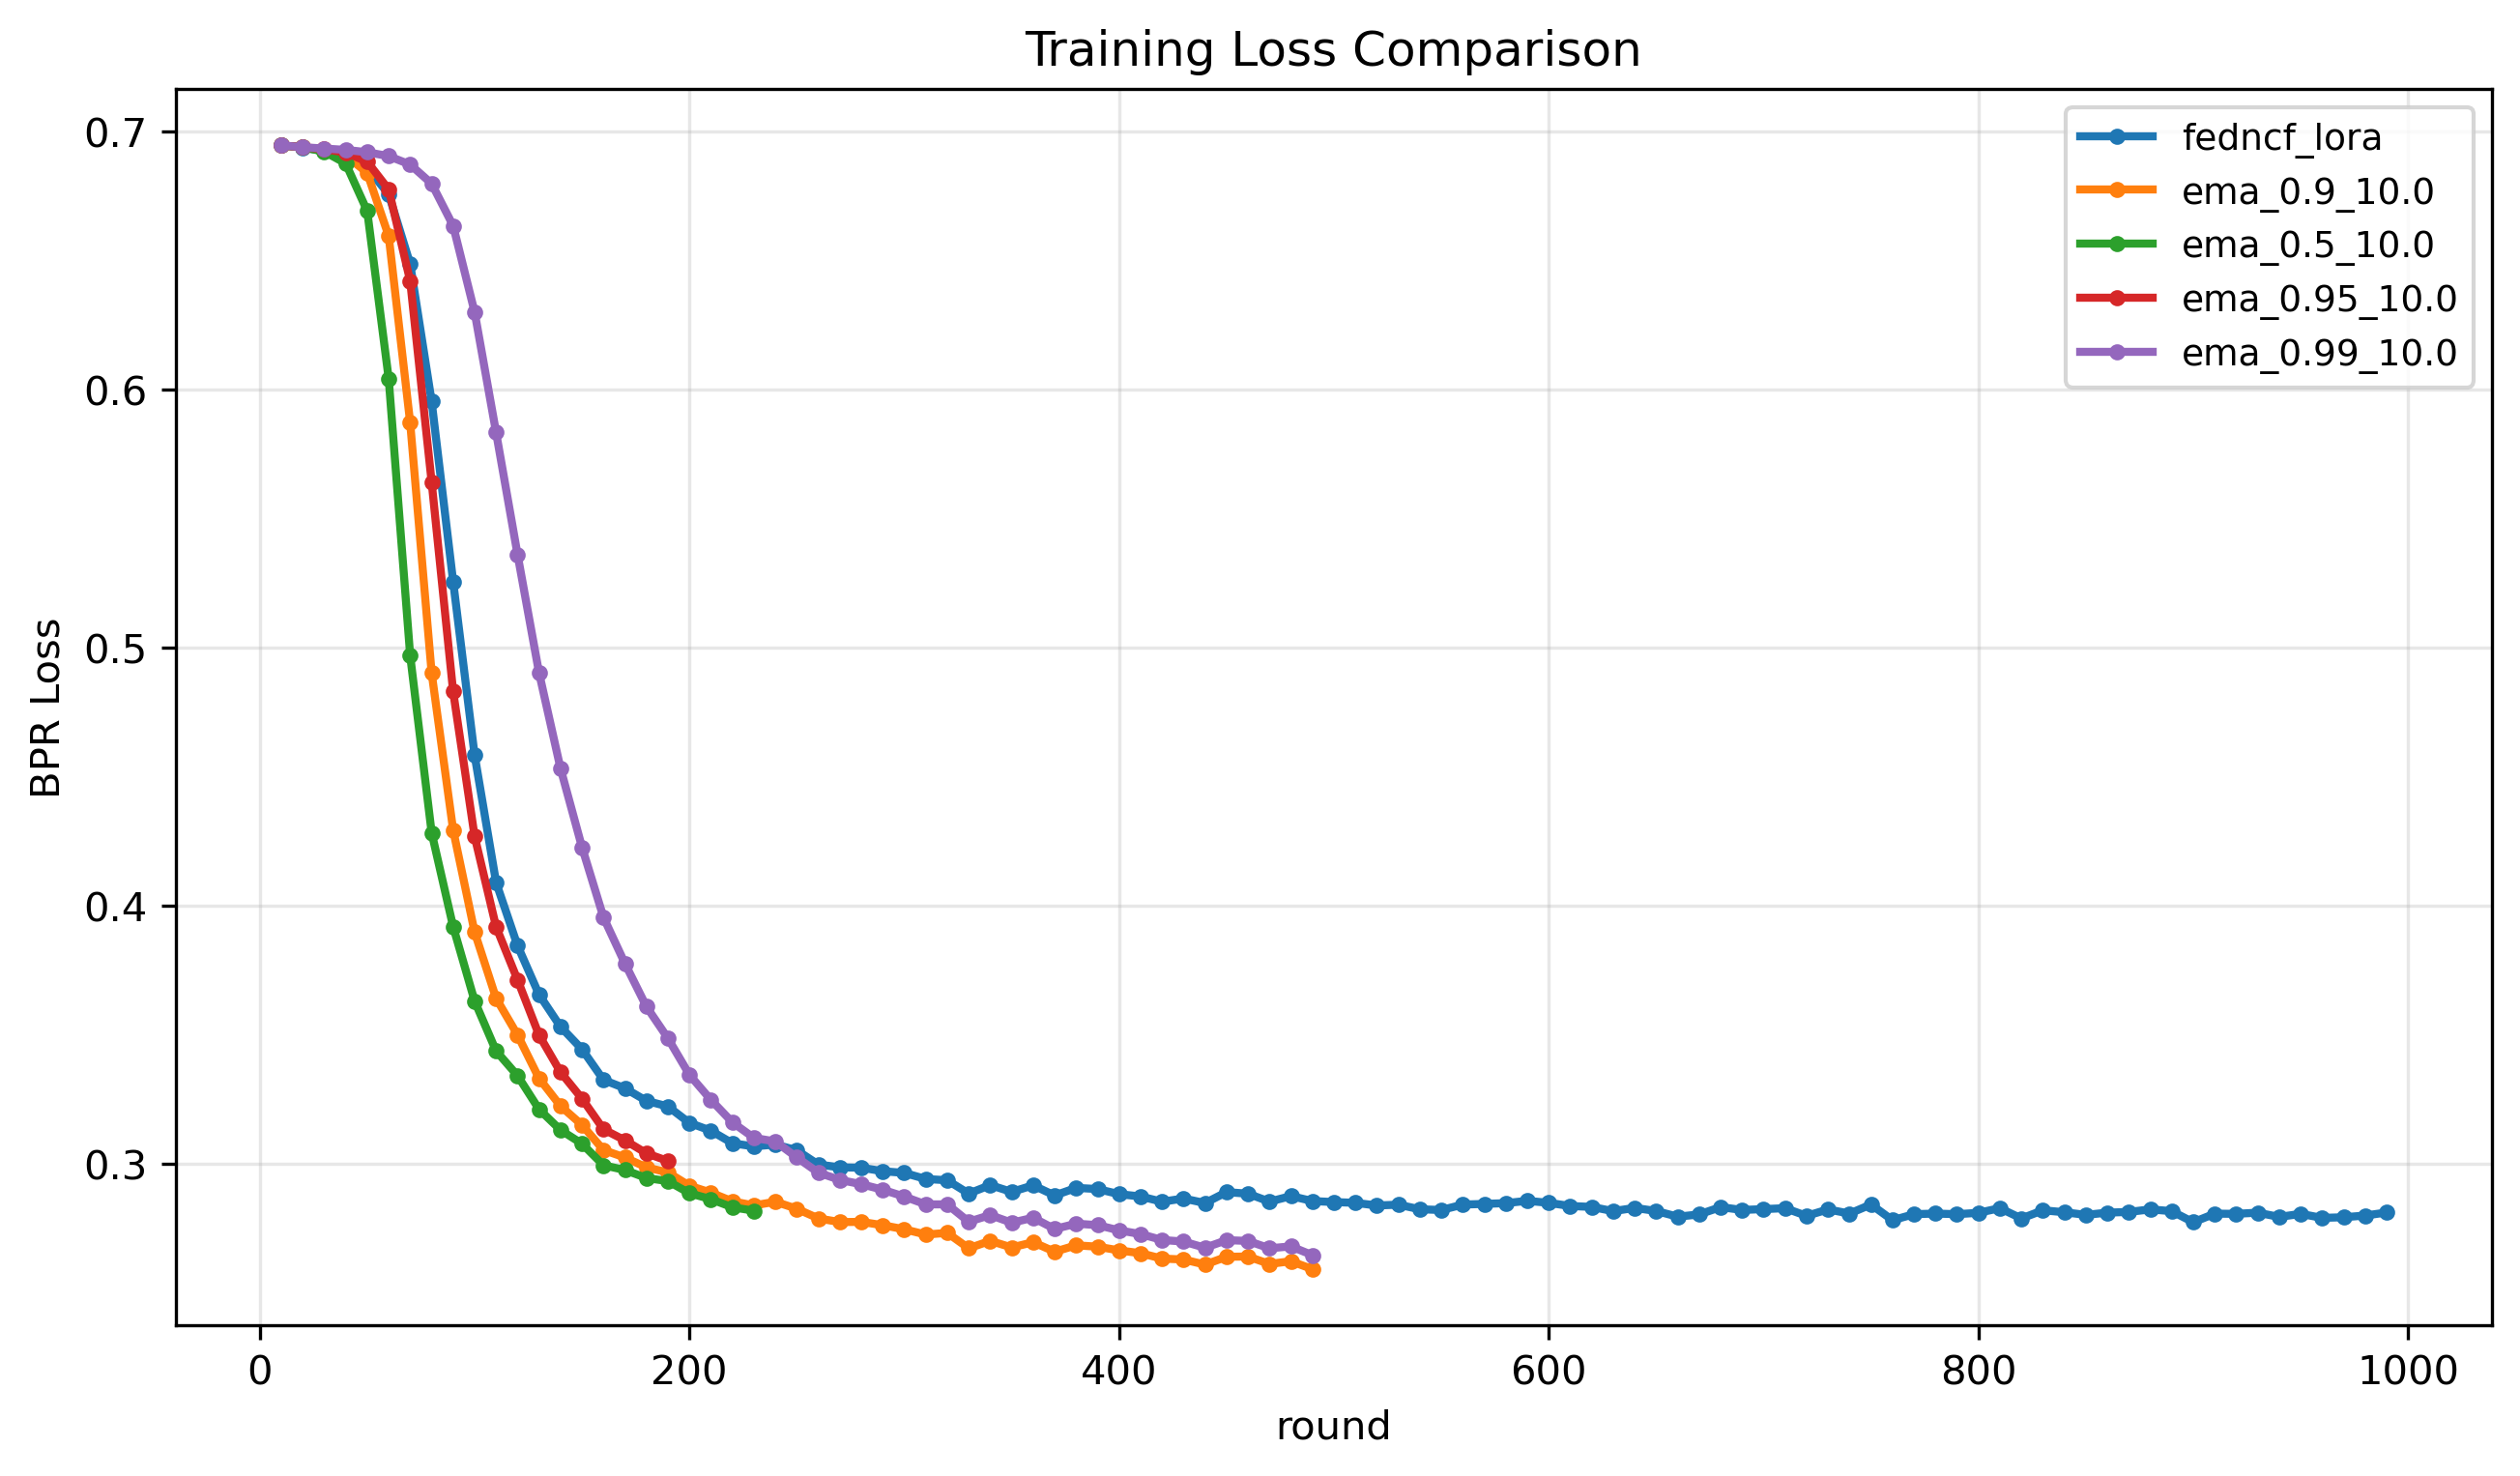 Training Loss Comparison
BPR Loss
0.7
0.6
0.5
0.4
0.3
0
200
400
600
800
1000
round
fedncf_lora
ema_0.9_10.0
ema_0.5_10.0
ema_0.95_10.0
ema_0.99_10.0